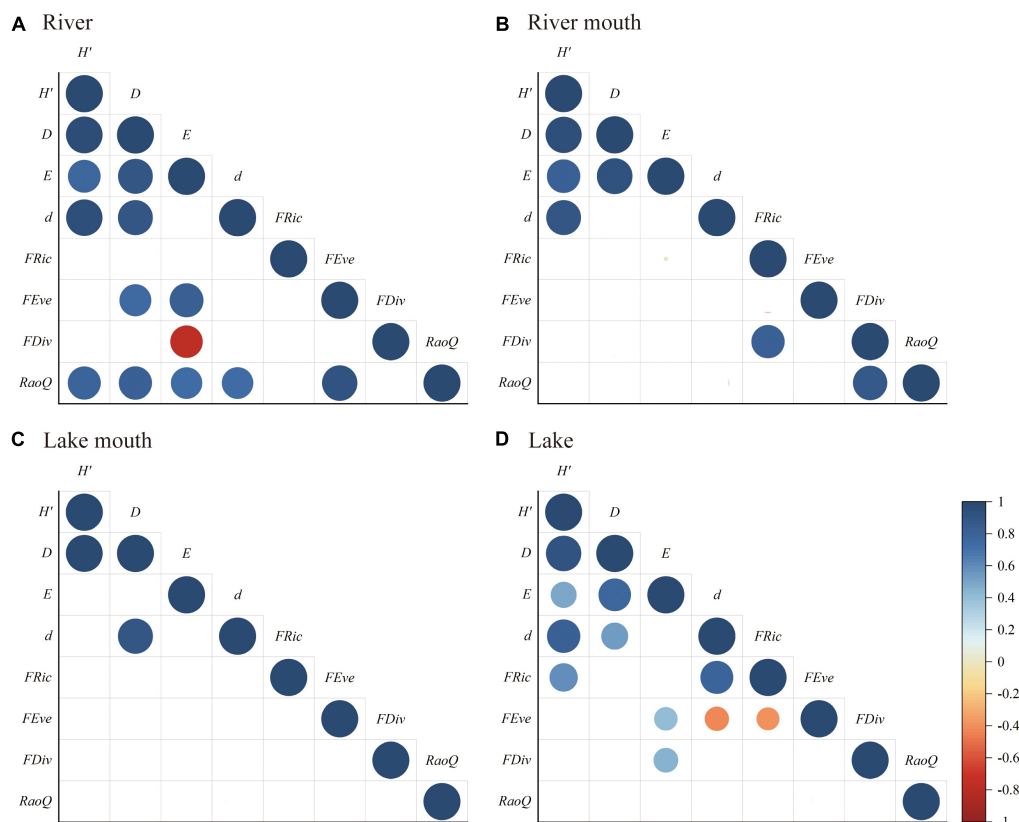 A River
H'
H' D
D E
E d
d FRic
FRic FEve
FEve FDiv
FDiv RaoQ
RaoQ
B River mouth
H'
H' D
D E
E d
d FRic
FRic FEve
FEve FDiv
FDiv RaoQ
RaoQ
C Lake mouth
H'
H' D
D E
E d
d FRic
FRic FEve
FEve FDiv
FDiv RaoQ
RaoQ
D Lake
H'
H' D
D E
E d
d FRic
FRic FEve
FEve FDiv
FDiv RaoQ
RaoQ
1
0.8
0.6
0.4
0.2
0
-0.2
-0.4
-0.6
-0.8
-1